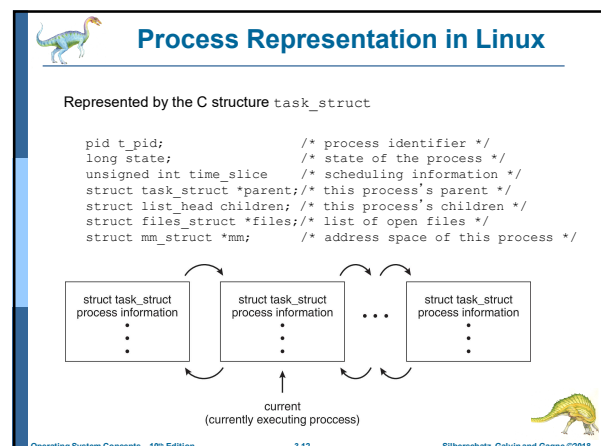 Process Representation in Linux
Represented by the C structure task_struct
pid t_pid; /* process identifier */
long state; /* state of the process */
unsigned int time_slice /* scheduling information */
struct task_struct *parent;/* this process's parent */
struct list_head children; /* this process's children */
struct files_struct *files;/* list of open files */
struct mm_struct *mm; /* address space of this process */
struct task_struct
process information
struct task_struct
process information
struct task_struct
process information
current
(currently executing proccess)
Operating System Concepts – 10th Edition
3.12
Silberschatz, Galvin and Gagne ©2018